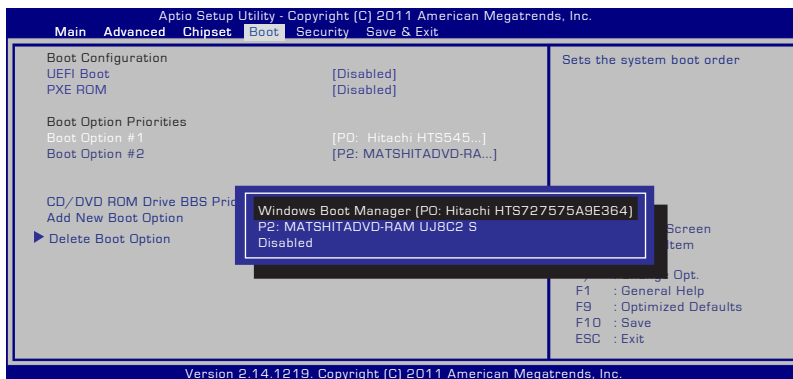 Aptio Setup Utility - Copyright (C) 2011 American Megatrends, Inc.
Main Advanced Chipset Boot Security Save & Exit
Boot Configuration
UEFI Boot [Disabled]
PXE ROM [Disabled]
Boot Option Priorities
Boot Option #1 [P0: Hitachi HTS545...]
Boot Option #2 [P2: MATSHITADVD-RA...]
CD/DVD ROM Drive BBS
Add New Boot Option
Delete Boot Option
Windows Boot Manager (P0: Hitachi HTS727575A9E364)
P2: MATSHITADVD-RAM UJ8C2 S
Disabled
Sets the system boot order
Screen
Item
Opt.
F1 : General Help
F9 : Optimized Defaults
F10 : Save
ESC : Exit
Version 2.14.1219. Copyright (C) 2011 American Megatrends, Inc.